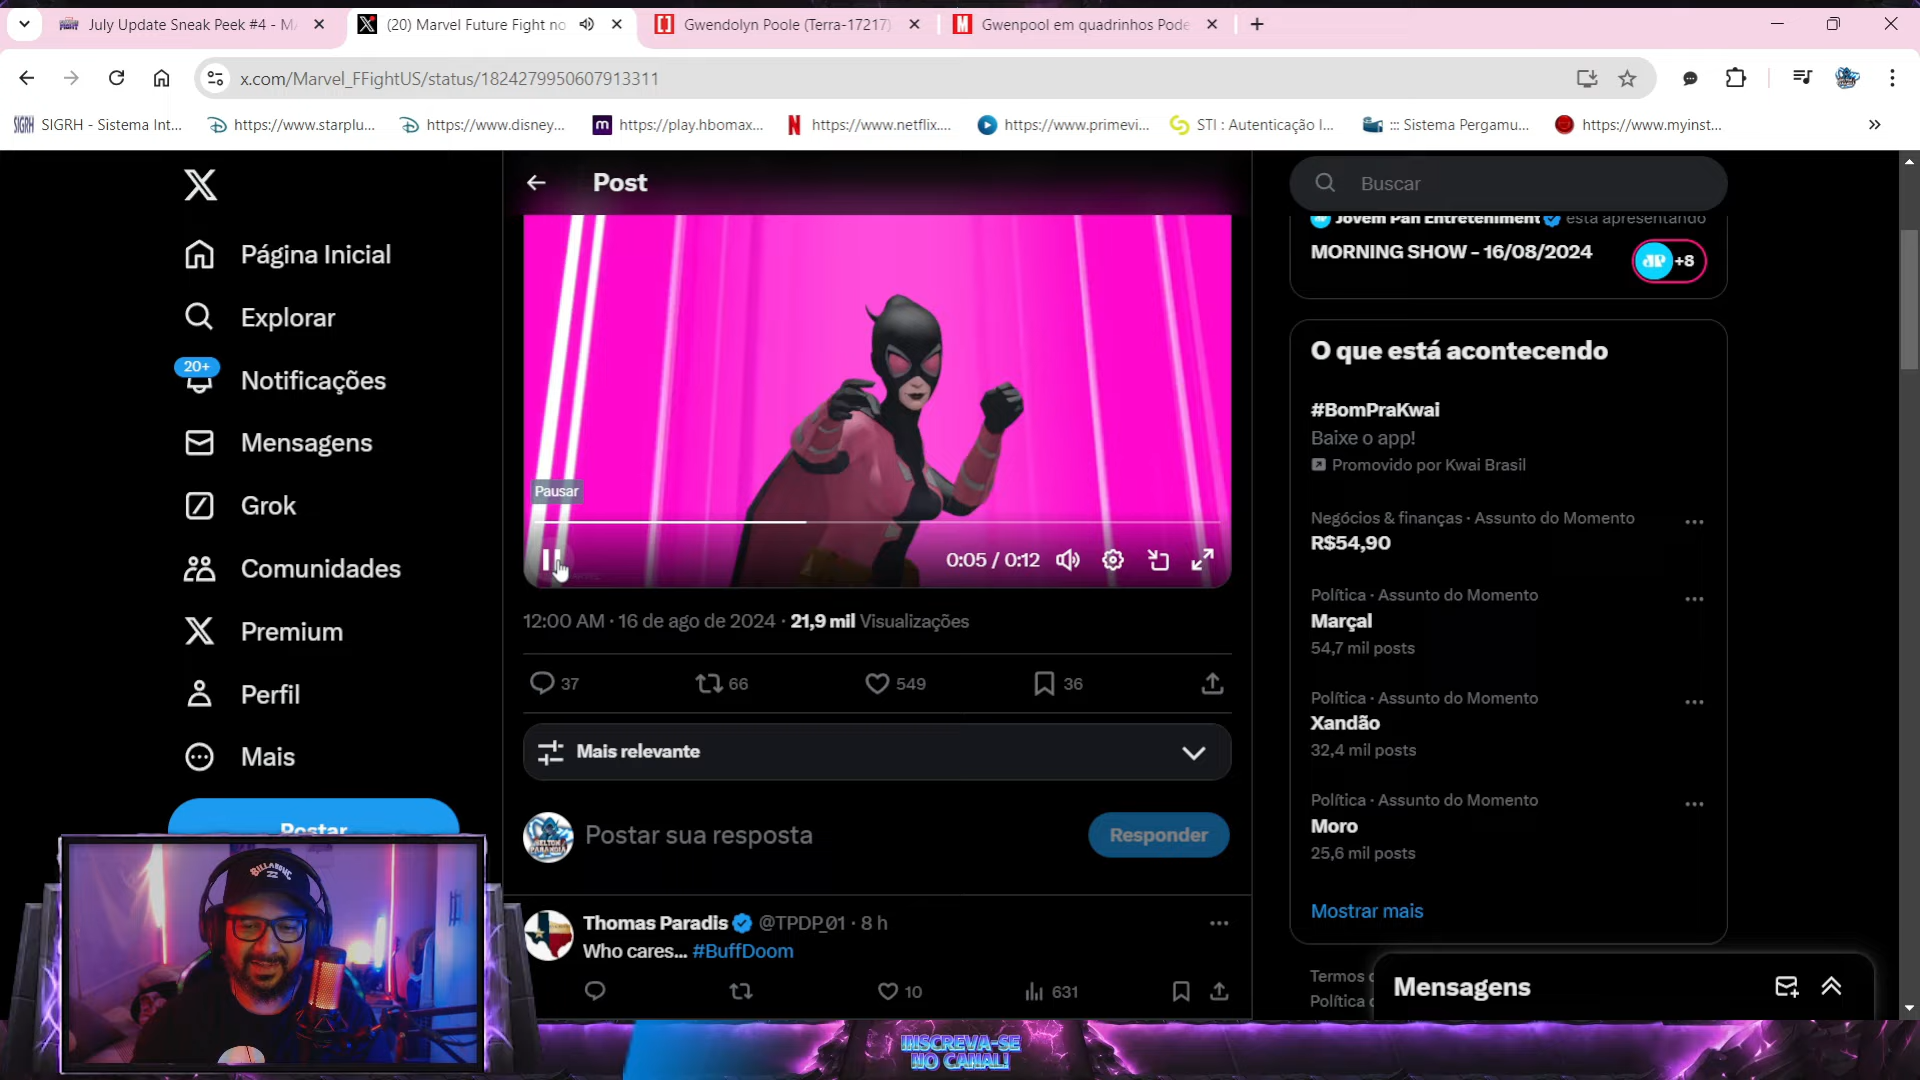 July Update Sneak Peek #4 - MA
(20) Marvel Future Fight no
Gwendolyn Poole (Terra-17217)
Gwenpool em quadrinhos Pode
x.com/Marvel_FFightUS/status/1824279950607913311
SIGRH
SIGRH - Sistema Int...
https://www.starplu...
https://www.disney...
https://play.hbomax...
https://www.netflix....
https://www.primevi...
STI : Autenticação I...
::: Sistema Pergamu...
https://www.myinst...
Página Inicial
Explorar
20+
Notificações
Mensagens
Grok
Comunidades
Premium
Perfil
Mais
Postar
Post
Pausar
0:05 / 0:12
12:00 AM · 16 de ago de 2024 · 21,9 mil Visualizações
37
66
549
36
Mais relevante
Postar sua resposta
Responder
Thomas Paradis @TPDP_01 · 8 h
Who cares... #BuffDoom
10
631
Buscar
Jovem Pan Entreteniment está apresentando
MORNING SHOW - 16/08/2024
JP +8
O que está acontecendo
#BomPraKwai
Baixe o app!
Promovido por Kwai Brasil
Negócios & finanças · Assunto do Momento
R$54,90
Política · Assunto do Momento
Marçal
54,7 mil posts
Política · Assunto do Momento
Xandão
32,4 mil posts
Política · Assunto do Momento
Moro
25,6 mil posts
Mostrar mais
Termos
Política
Mensagens
BILLABONG
INSCREVA-SE
NO CANAL!